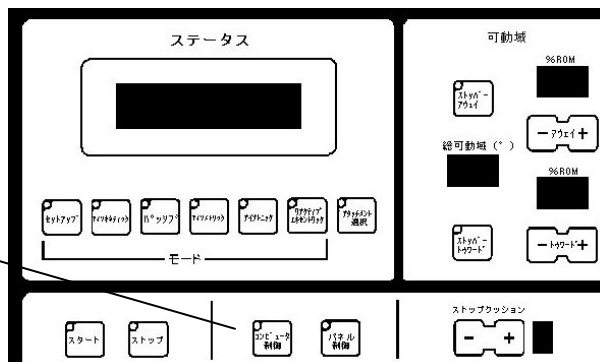 ステータス
セットアップ
アイソキネティック
パッシブ
アイソメトリック
アイソトニック
リアクティブ
エキセントリック
アタッチメント
選択
モード
可動域
%ROM
ストッパー
アウェイ
− アウェイ +
総可動域 (°)
%ROM
ストッパー
トゥワード
− トゥワード +
スタート
ストップ
コンピュータ
制御
パネル
制御
ストップクッション
− +